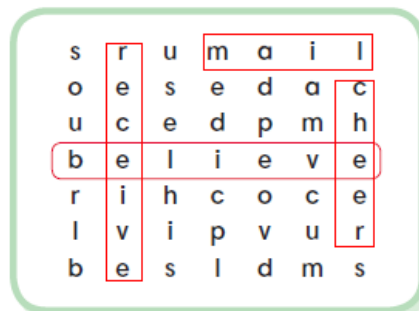 s r u m a i l
o e s e d a c
u c e d p m h
b e l i e v e
r i h c o c e
l v i p v u r
b e s l d m s